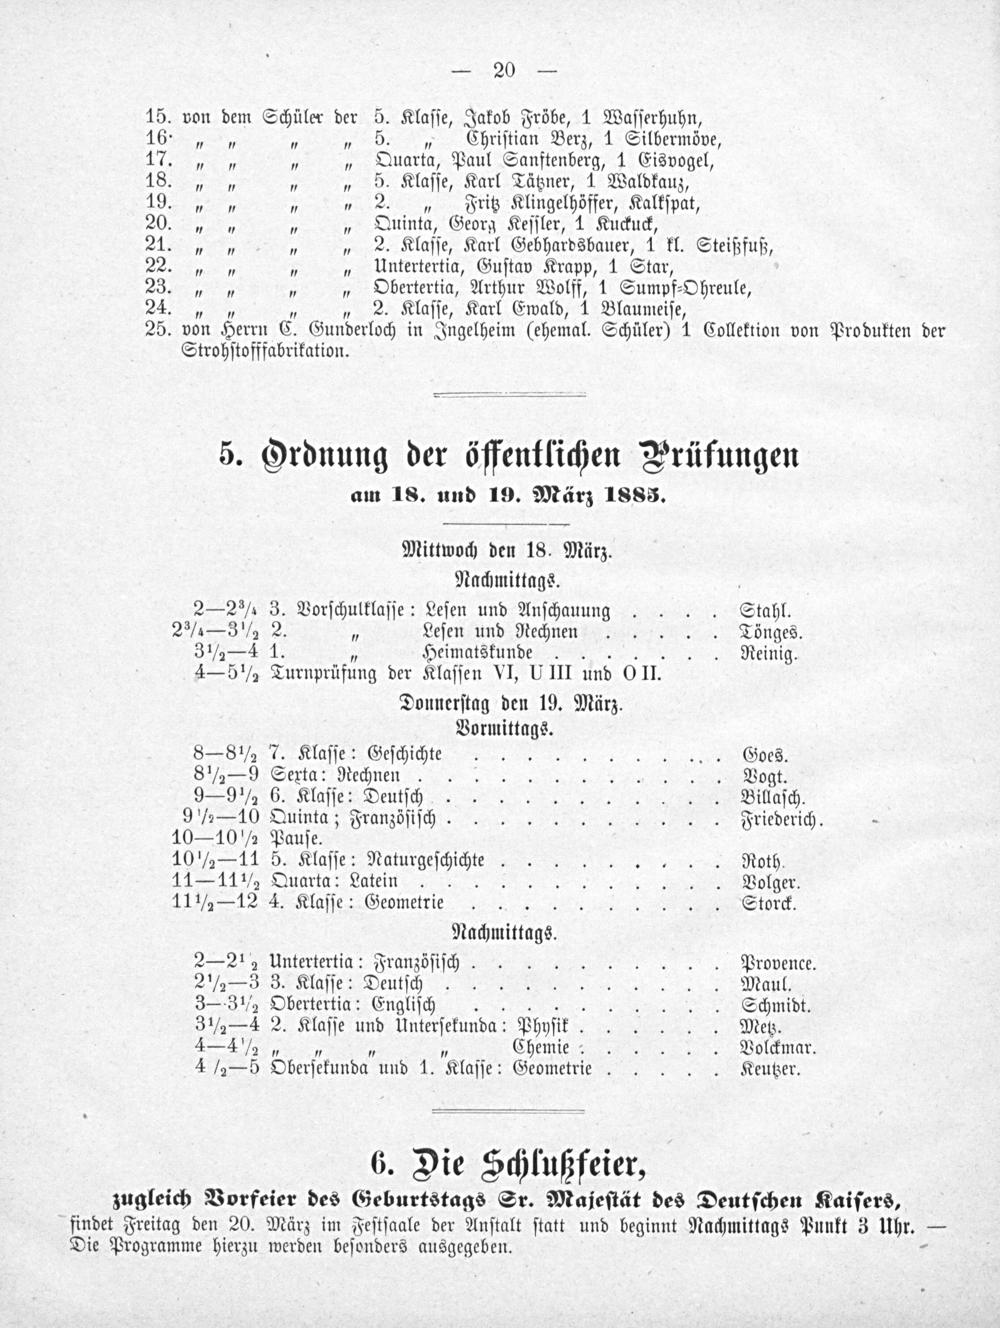 — 20 —
15. von dem Schüler der 5. Klasse, Jakob Fröbe, 1 Wasserhuhn,
16. „ „ „ „ 5. „ Christian Berz, 1 Silbermöve,
17. „ „ „ „ Quarta, Paul Sanftenberg, 1 Eisvogel,
18. „ „ „ „ 5. Klasse, Karl Tätzner, 1 Waldkauz,
19. „ „ „ „ 2. „ Fritz Klingelhöffer, Kalkspat,
20. „ „ „ „ Quinta, Georg Kessler, 1 Kuckuck,
21. „ „ „ „ 2. Klasse, Karl Gebhardsbauer, 1 kl. Steißfuß,
22. „ „ „ „ Untertertia, Gustav Krapp, 1 Star,
23. „ „ „ „ Obertertia, Arthur Wolff, 1 Sumpf-Ohreule,
24. „ „ „ „ 2. Klasse, Karl Ewald, 1 Blaumeise,
25. von Herrn C. Gunderloch in Ingelheim (ehemal. Schüler) 1 Collektion von Produkten der
Strohstofffabrikation.
5. Ordnung der öffentlichen Prüfungen
am 18. und 19. März 1885.
Mittwoch den 18. März.
Nachmittags.
2—2³/₄ 3. Vorschulklasse: Lesen und Anschauung . . . . Stahl.
2³/₄—3¹/₂ 2. „ Lesen und Rechnen . . . . . Tönges.
3¹/₂—4 1. „ Heimatskunde . . . . . . . Reinig.
4—5¹/₂ Turnprüfung der Klassen VI, U III und O II.
Donnerstag den 19. März.
Vormittags.
8—8¹/₂ 7. Klasse: Geschichte . . . . . . . . . . . Goes.
8¹/₂—9 Sexta: Rechnen . . . . . . . . . . . . Vogt.
9—9¹/₂ 6. Klasse: Deutsch . . . . . . . . . . . Billasch.
9¹/₂—10 Quinta; Französisch . . . . . . . . . . . Friederich.
10—10¹/₂ Pause.
10¹/₂—11 5. Klasse: Naturgeschichte . . . . . . . . . Roth.
11—11¹/₂ Quarta: Latein . . . . . . . . . . . . Volger.
11¹/₂—12 4. Klasse: Geometrie . . . . . . . . . . Storck.
Nachmittags.
2—2¹/₂ Untertertia: Französisch . . . . . . . . . . Provence.
2¹/₂—3 3. Klasse: Deutsch . . . . . . . . . . . Maul.
3—3¹/₂ Obertertia: Englisch . . . . . . . . . . Schmidt.
3¹/₂—4 2. Klasse und Untersekunda: Physik . . . . . . Metz.
4—4¹/₂ „ „ „ „ Chemie . . . . . . Volckmar.
4¹/₂—5 Obersekunda und 1. Klasse: Geometrie . . . . . Keutzer.
6. Die Schlußfeier,
zugleich Vorfeier des Geburtstags Sr. Majestät des Deutschen Kaisers,
findet Freitag den 20. März im Festsaale der Anstalt statt und beginnt Nachmittags Punkt 3 Uhr. —
Die Programme hierzu werden besonders ausgegeben.